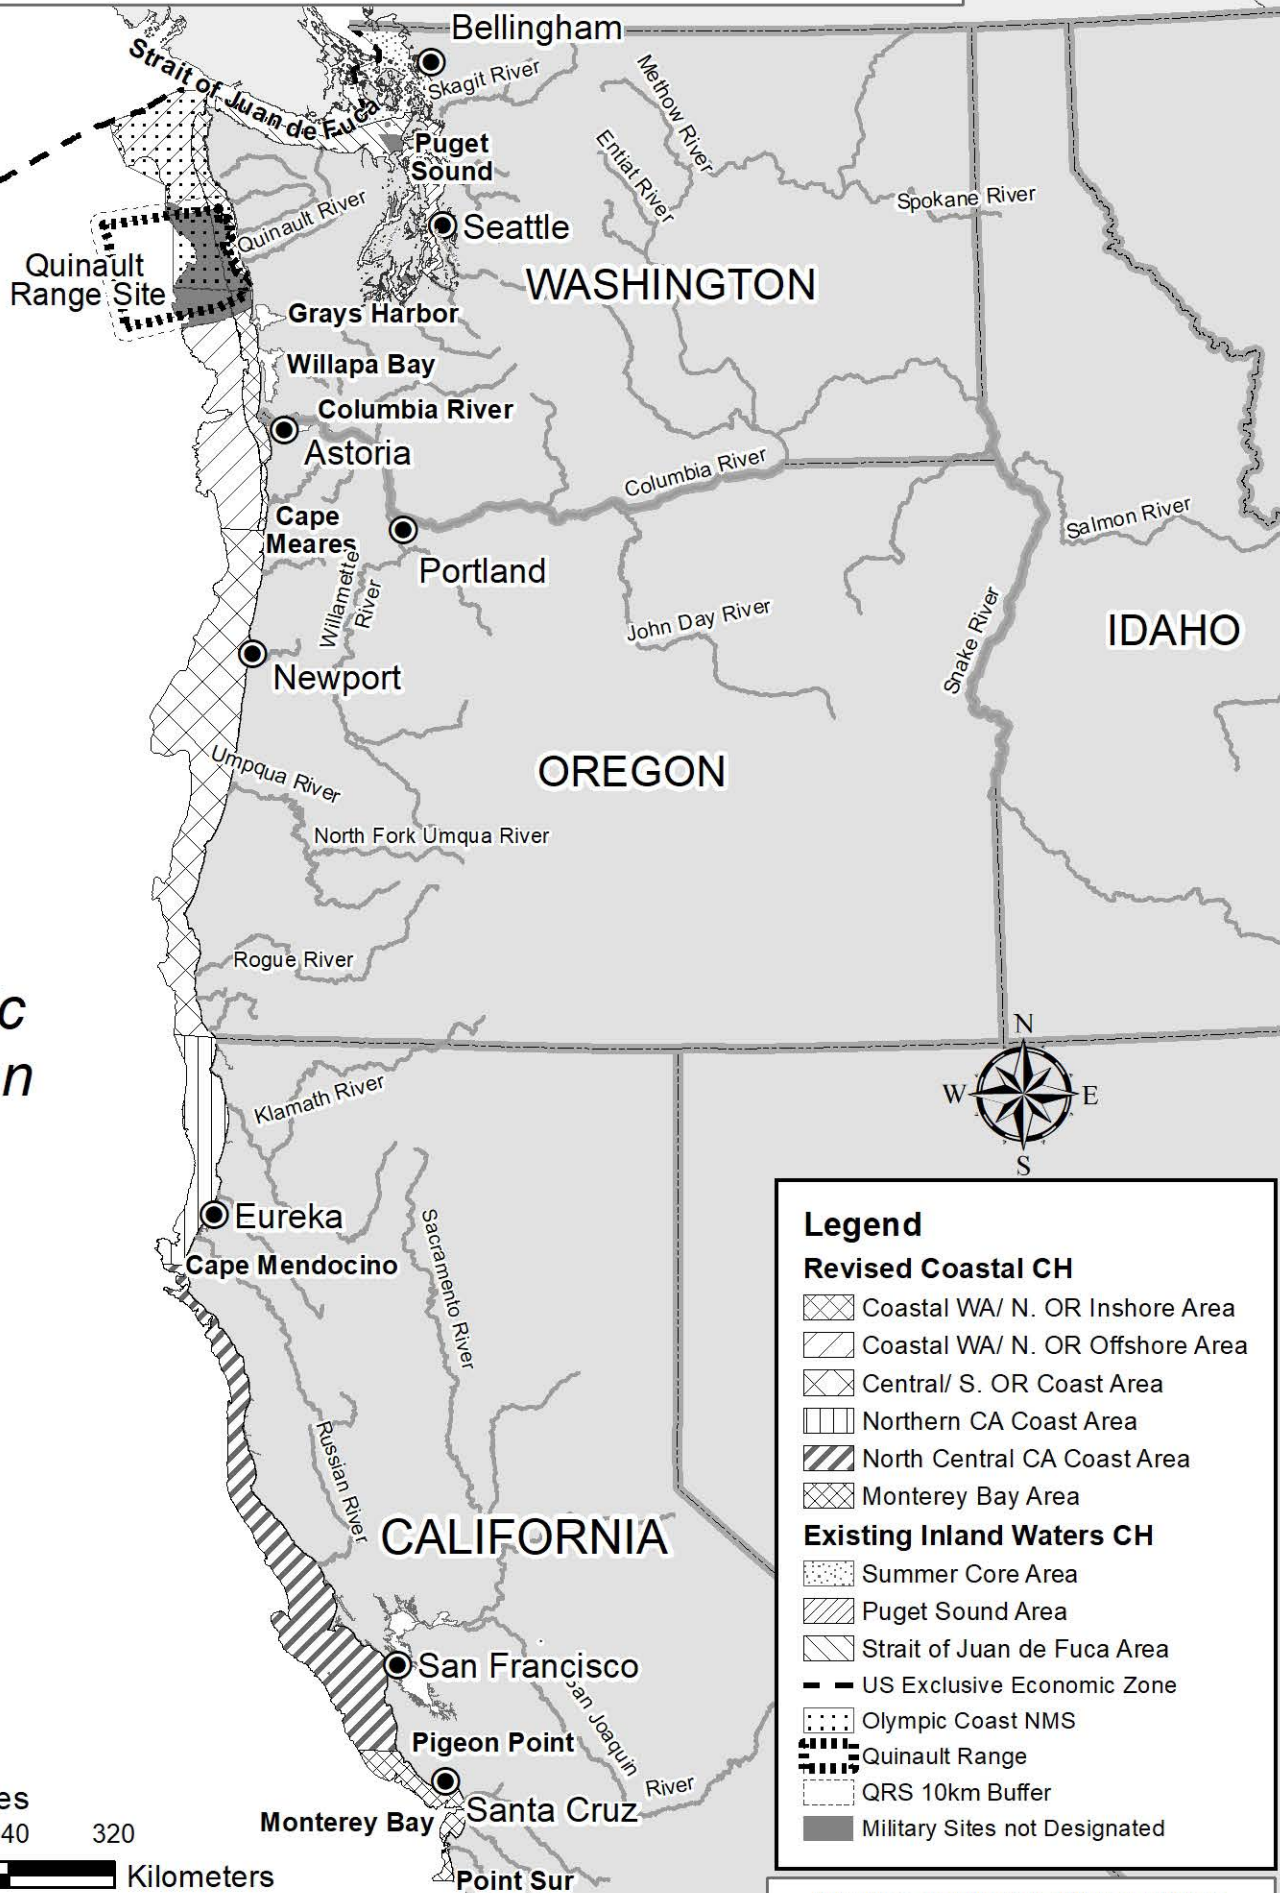 Bellingham
Strait of Juan de Fuca
Skagit River
Methow River
Puget
Sound
Entiat River
Spokane River
Quinault River
Seattle
Quinault
Range Site
WASHINGTON
Grays Harbor
Willapa Bay
Columbia River
Astoria
Columbia River
Cape
Meares
Portland
Salmon River
Willamette
River
John Day River
Snake River
IDAHO
Newport
Umpqua River
OREGON
North Fork Umqua River
Rogue River
c
n
N
W
E
S
Klamath River
Eureka
Cape Mendocino
Sacramento River
Russian River
CALIFORNIA
San Francisco
San Joaquin
River
Pigeon Point
Santa Cruz
Monterey Bay
Point Sur
es
40 320
Kilometers
Legend
Revised Coastal CH
Coastal WA/ N. OR Inshore Area
Coastal WA/ N. OR Offshore Area
Central/ S. OR Coast Area
Northern CA Coast Area
North Central CA Coast Area
Monterey Bay Area
Existing Inland Waters CH
Summer Core Area
Puget Sound Area
Strait of Juan de Fuca Area
US Exclusive Economic Zone
Olympic Coast NMS
Quinault Range
QRS 10km Buffer
Military Sites not Designated